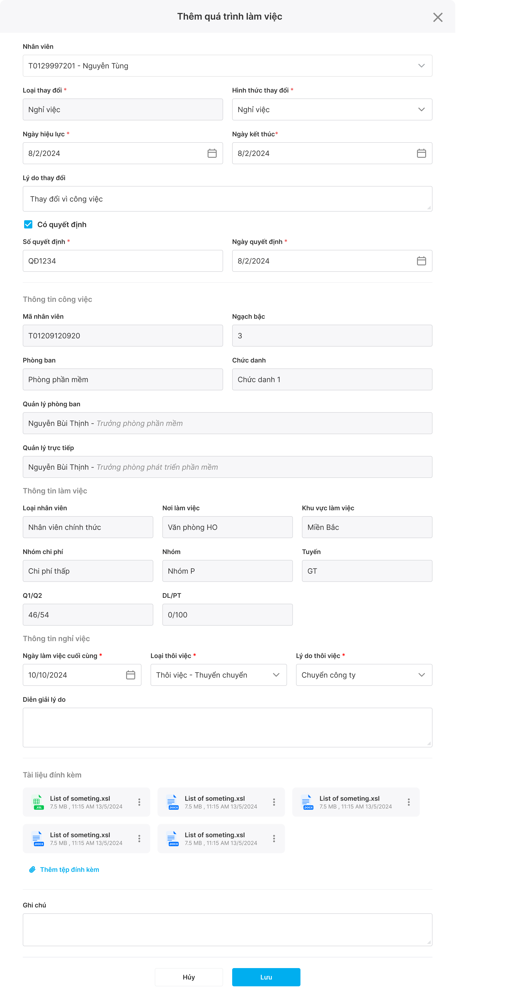 Thêm quá trình làm việc
Nhân viên
T0129997201 - Nguyễn Tùng
Loại thay đổi *
Hình thức thay đổi *
Nghỉ việc
Nghỉ việc
Ngày hiệu lực *
Ngày kết thúc*
8/2/2024
8/2/2024
Lý do thay đổi
Thay đổi vì công việc
Có quyết định
Số quyết định *
Ngày quyết định *
QĐ1234
8/2/2024
Thông tin công việc
Mã nhân viên
Ngạch bậc
T01209120920
3
Phòng ban
Chức danh
Phòng phần mềm
Chức danh 1
Quản lý phòng ban
Nguyễn Bùi Thịnh - Trưởng phòng phần mềm
Quản lý trực tiếp
Nguyễn Bùi Thịnh - Trưởng phòng phát triển phần mềm
Thông tin làm việc
Loại nhân viên
Nơi làm việc
Khu vực làm việc
Nhân viên chính thức
Văn phòng HO
Miền Bắc
Nhóm chi phí
Nhóm
Tuyến
Chi phí thấp
Nhóm P
GT
Q1/Q2
DL/PT
46/54
0/100
Thông tin nghỉ việc
Ngày làm việc cuối cùng *
Loại thôi việc *
Lý do thôi việc *
10/10/2024
Thôi việc - Thuyển chuyển
Chuyển công ty
Diễn giải lý do
Tài liệu đính kèm
.XSL
List of someting.xsl
7.5 MB , 11:15 AM 13/5/2024
.DOCX
List of someting.xsl
7.5 MB , 11:15 AM 13/5/2024
.DOCX
List of someting.xsl
7.5 MB , 11:15 AM 13/5/2024
.DOCX
List of someting.xsl
7.5 MB , 11:15 AM 13/5/2024
.DOCX
List of someting.xsl
7.5 MB , 11:15 AM 13/5/2024
Thêm tệp đính kèm
Ghi chú
Hủy
Lưu